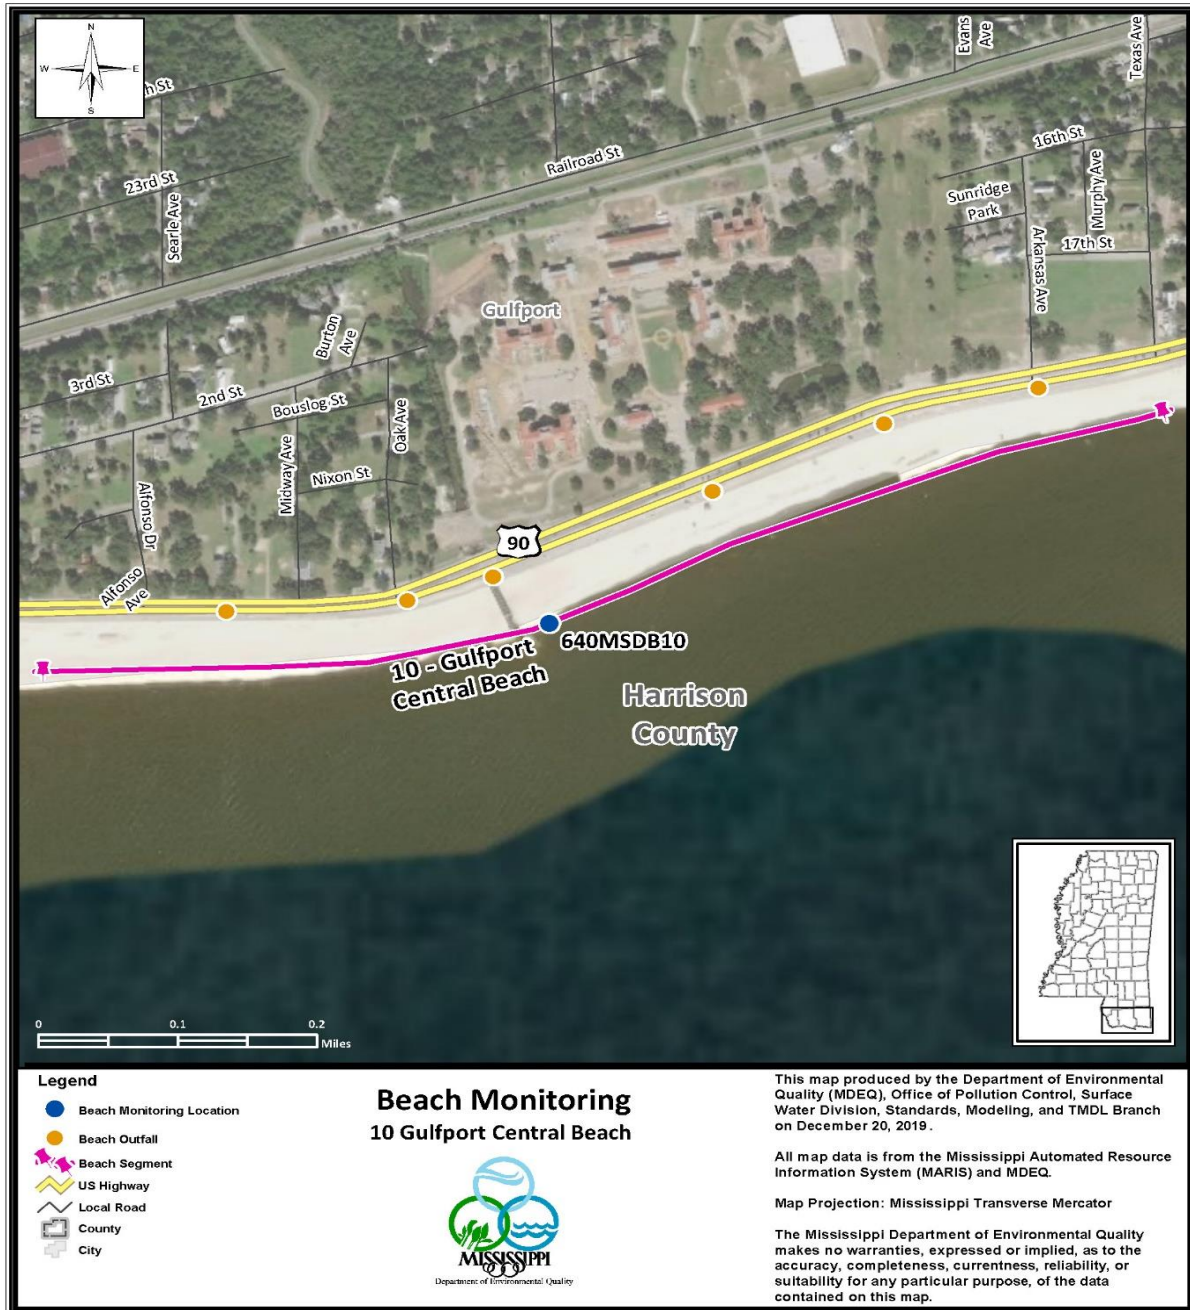 N
W E
S
h St
23rd St
Searle Ave
Railroad St
Evans
Ave
Texas Ave
16th St
Sunridge
Park
Murphy Ave
17th St
Arkansas Ave
Gulfport
Burton
Ave
3rd St
2nd St
Bouslog St
Oak Ave
Midway Ave
Nixon St
Alfonso Dr
Alfonso
Ave
90
640MSDB10
10 - Gulfport
Central Beach
Harrison
County
0 0.1 0.2
Miles
Legend
Beach Monitoring Location
Beach Outfall
Beach Segment
US Highway
Local Road
County
City
Beach Monitoring
10 Gulfport Central Beach
MISSISSIPPI
Department of Environmental Quality
This map produced by the Department of Environmental
Quality (MDEQ), Office of Pollution Control, Surface
Water Division, Standards, Modeling, and TMDL Branch
on December 20, 2019.
All map data is from the Mississippi Automated Resource
Information System (MARIS) and MDEQ.
Map Projection: Mississippi Transverse Mercator
The Mississippi Department of Environmental Quality
makes no warranties, expressed or implied, as to the
accuracy, completeness, currentness, reliability, or
suitability for any particular purpose, of the data
contained on this map.